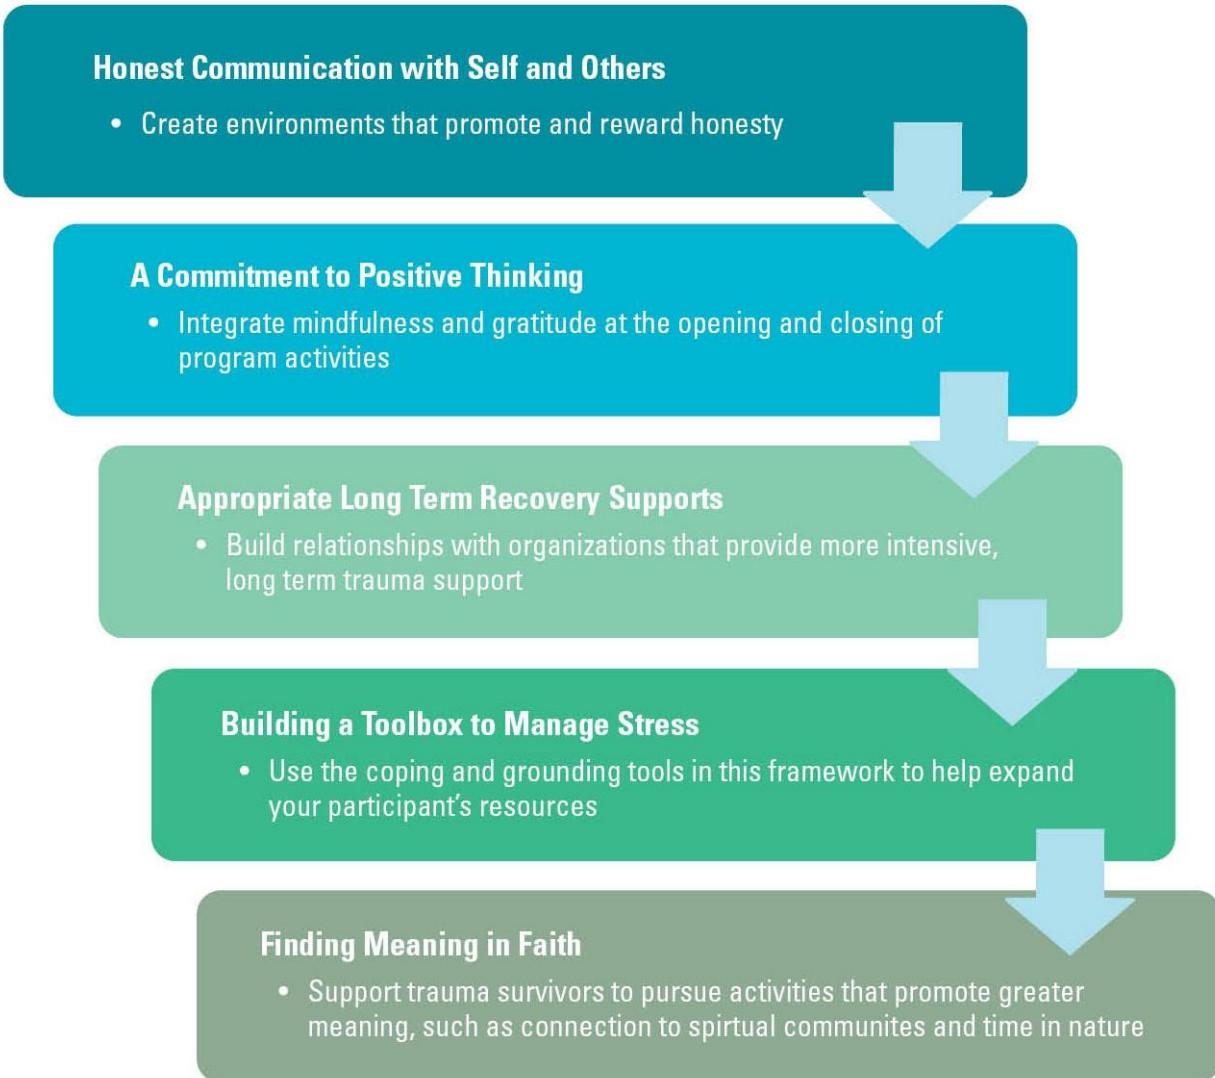 Honest Communication with Self and Others
• Create environments that promote and reward honesty
A Commitment to Positive Thinking
• Integrate mindfulness and gratitude at the opening and closing of
program activities
Appropriate Long Term Recovery Supports
• Build relationships with organizations that provide more intensive,
long term trauma support
Building a Toolbox to Manage Stress
• Use the coping and grounding tools in this framework to help expand
your participant’s resources
Finding Meaning in Faith
• Support trauma survivors to pursue activities that promote greater
meaning, such as connection to spirtual communites and time in nature